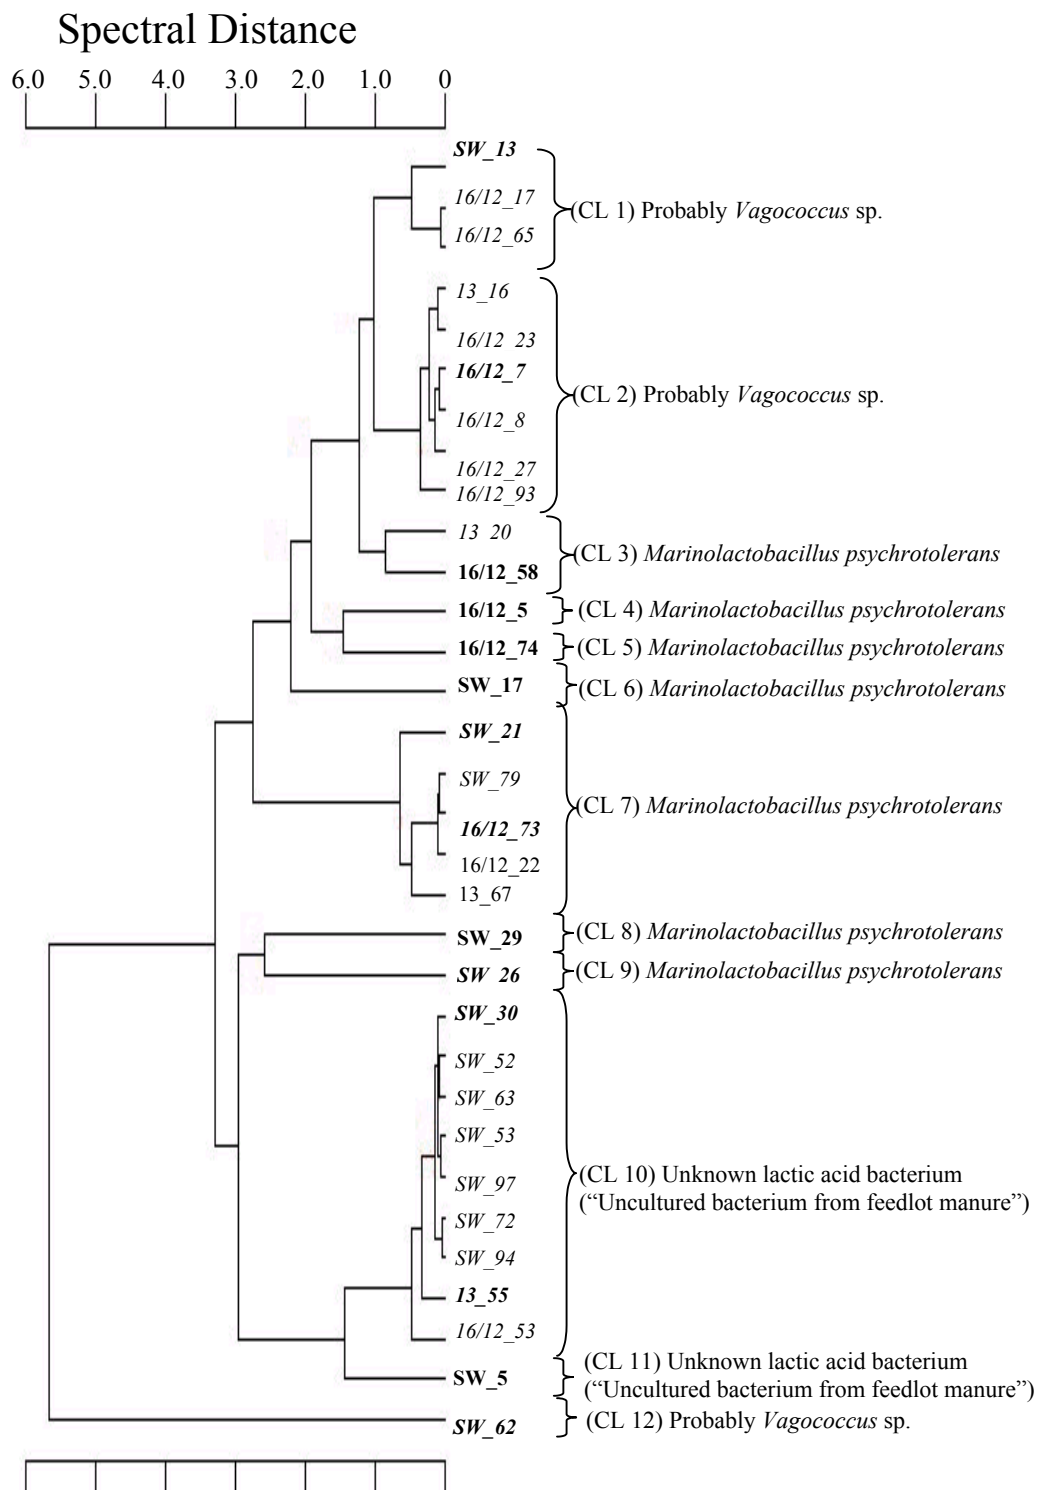 Spectral Distance
6.0 5.0 4.0 3.0 2.0 1.0 0
SW_13
16/12_17
16/12_65
(CL 1) Probably Vagococcus sp.
13_16
16/12 23
16/12_7
16/12_8
16/12_27
16/12_93
(CL 2) Probably Vagococcus sp.
13 20
16/12_58
(CL 3) Marinolactobacillus psychrotolerans
16/12_5
(CL 4) Marinolactobacillus psychrotolerans
16/12_74
(CL 5) Marinolactobacillus psychrotolerans
SW_17
(CL 6) Marinolactobacillus psychrotolerans
SW_21
SW_79
16/12_73
16/12_22
13_67
(CL 7) Marinolactobacillus psychrotolerans
SW_29
(CL 8) Marinolactobacillus psychrotolerans
SW 26
(CL 9) Marinolactobacillus psychrotolerans
SW_30
SW_52
SW_63
SW_53
SW_97
SW_72
SW_94
13_55
16/12_53
(CL 10) Unknown lactic acid bacterium
(“Uncultured bacterium from feedlot manure”)
SW_5
(CL 11) Unknown lactic acid bacterium
(“Uncultured bacterium from feedlot manure”)
SW_62
(CL 12) Probably Vagococcus sp.